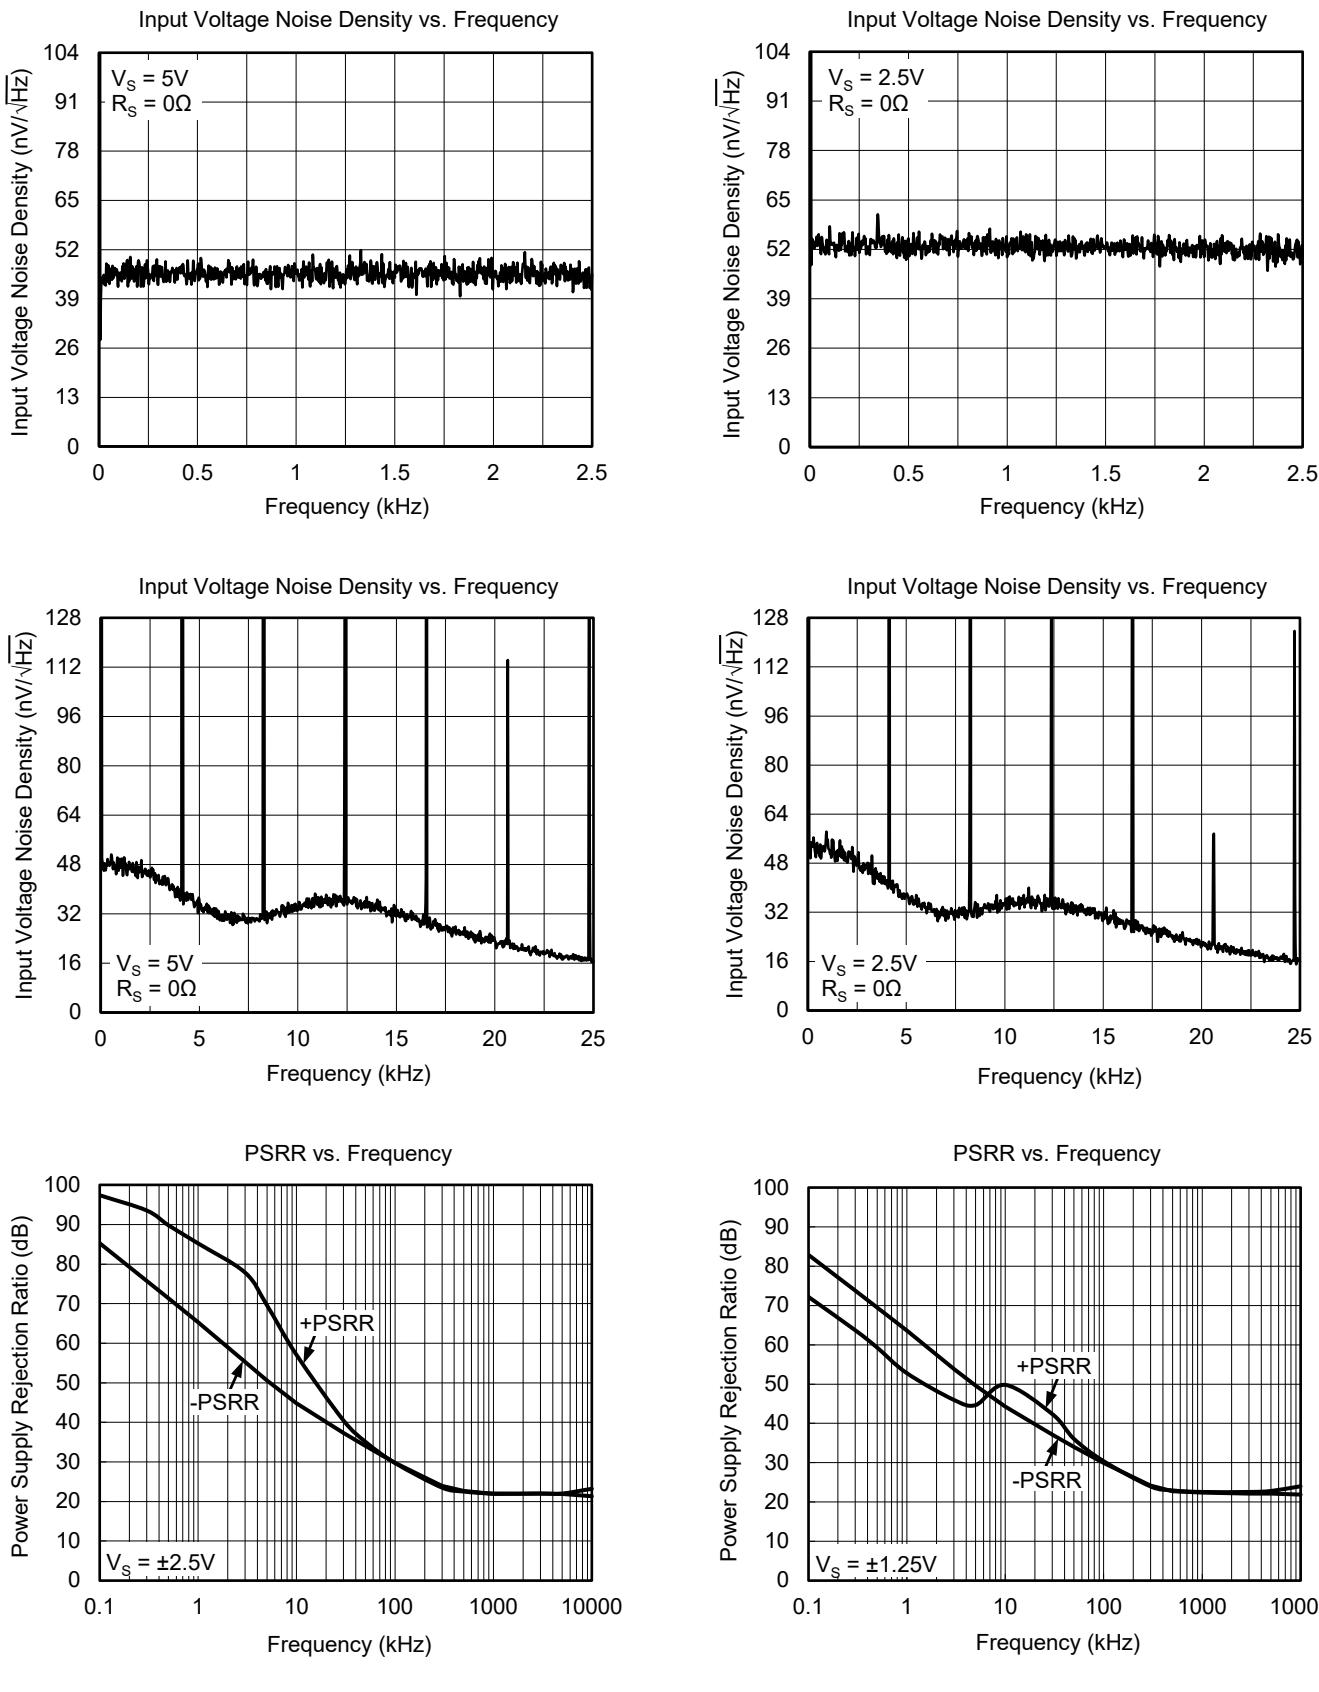 Input Voltage Noise Density vs. Frequency
Input Voltage Noise Density (nV/√Hz)
104
91
78
65
52
39
26
13
0
V_S = 5V
R_S = 0Ω
0 0.5 1 1.5 2 2.5
Frequency (kHz)
Input Voltage Noise Density vs. Frequency
Input Voltage Noise Density (nV/√Hz)
104
91
78
65
52
39
26
13
0
V_S = 2.5V
R_S = 0Ω
0 0.5 1 1.5 2 2.5
Frequency (kHz)
Input Voltage Noise Density vs. Frequency
Input Voltage Noise Density (nV/√Hz)
128
112
96
80
64
48
32
16
0
V_S = 5V
R_S = 0Ω
0 5 10 15 20 25
Frequency (kHz)
Input Voltage Noise Density vs. Frequency
Input Voltage Noise Density (nV/√Hz)
128
112
96
80
64
48
32
16
0
V_S = 2.5V
R_S = 0Ω
0 5 10 15 20 25
Frequency (kHz)
PSRR vs. Frequency
Power Supply Rejection Ratio (dB)
100
90
80
70
60
50
40
30
20
10
0
+PSRR
-PSRR
V_S = ±2.5V
0.1 1 10 100 1000 10000
Frequency (kHz)
PSRR vs. Frequency
Power Supply Rejection Ratio (dB)
100
90
80
70
60
50
40
30
20
10
0
+PSRR
-PSRR
V_S = ±1.25V
0.1 1 10 100 1000 1000
Frequency (kHz)